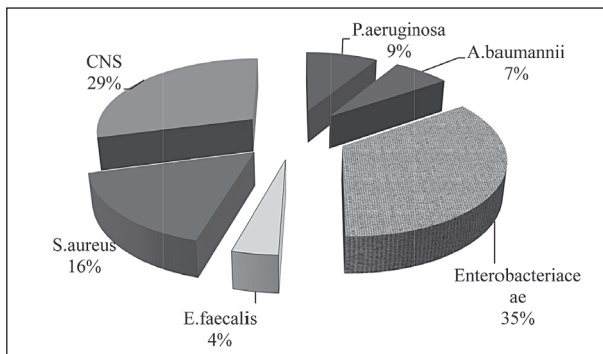 P.aeruginosa
9%
A.baumannii
7%
Enterobacteriace
ae
35%
E.faecalis
4%
S.aureus
16%
CNS
29%